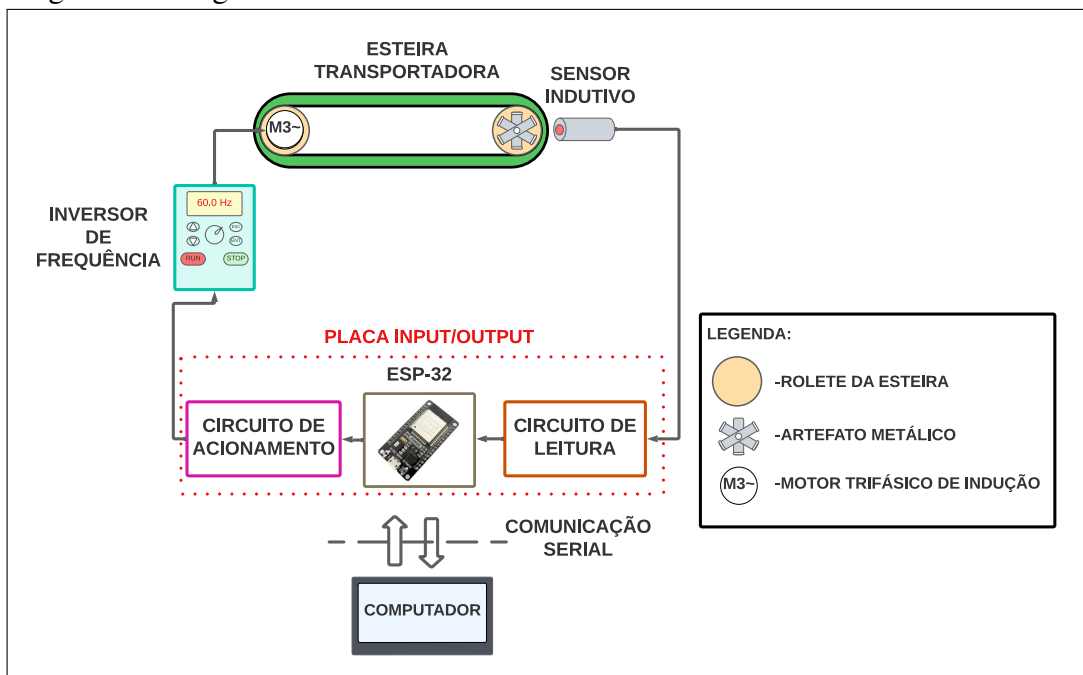 ESTEIRA
TRANSPORTADORA
SENSOR
INDUTIVO
M3~
60.0 Hz
ESC
ENT
RUN
STOP
INVERSOR
DE
FREQUÊNCIA
PLACA INPUT/OUTPUT
ESP-32
CIRCUITO DE
ACIONAMENTO
CIRCUITO DE
LEITURA
COMUNICAÇÃO
SERIAL
COMPUTADOR
LEGENDA:
-ROLETE DA ESTEIRA
-ARTEFATO METÁLICO
M3~
-MOTOR TRIFÁSICO DE INDUÇÃO